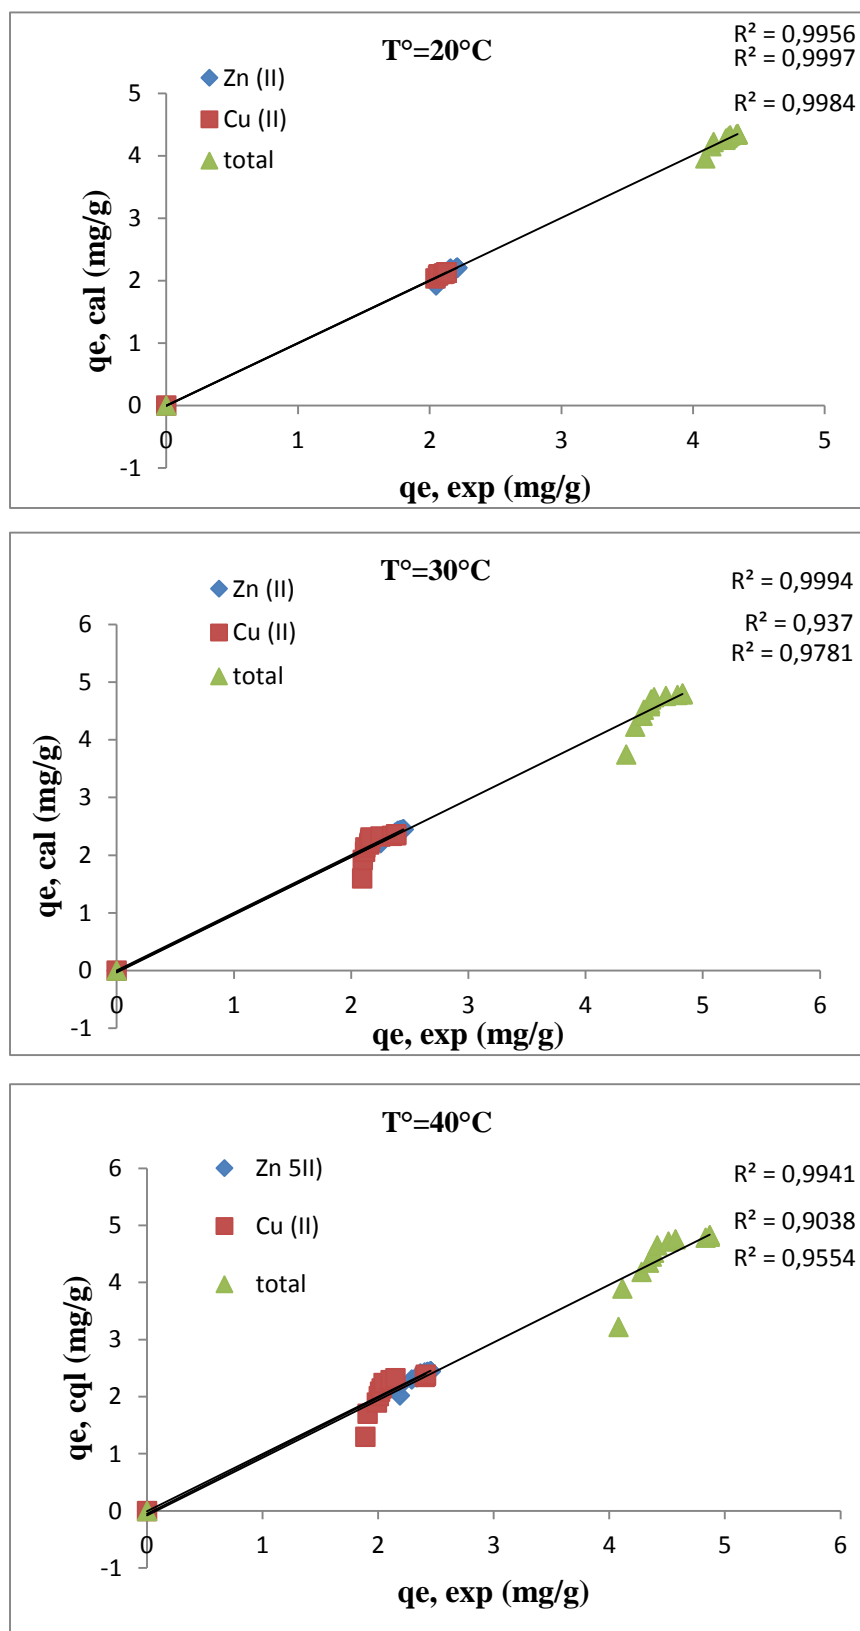 T°=20°C
R² = 0,9956
R² = 0,9997
R² = 0,9984
Zn (II)
Cu (II)
total
5
4
3
2
1
0
-1
0 1 2 3 4 5
qe, cal (mg/g)
qe, exp (mg/g)
T°=30°C
R² = 0,9994
R² = 0,937
R² = 0,9781
Zn (II)
Cu (II)
total
6
5
4
3
2
1
0
-1
0 1 2 3 4 5 6
qe, cal (mg/g)
qe, exp (mg/g)
T°=40°C
R² = 0,9941
R² = 0,9038
R² = 0,9554
Zn 5II)
Cu (II)
total
6
5
4
3
2
1
0
-1
0 1 2 3 4 5 6
qe, cql (mg/g)
qe, exp (mg/g)